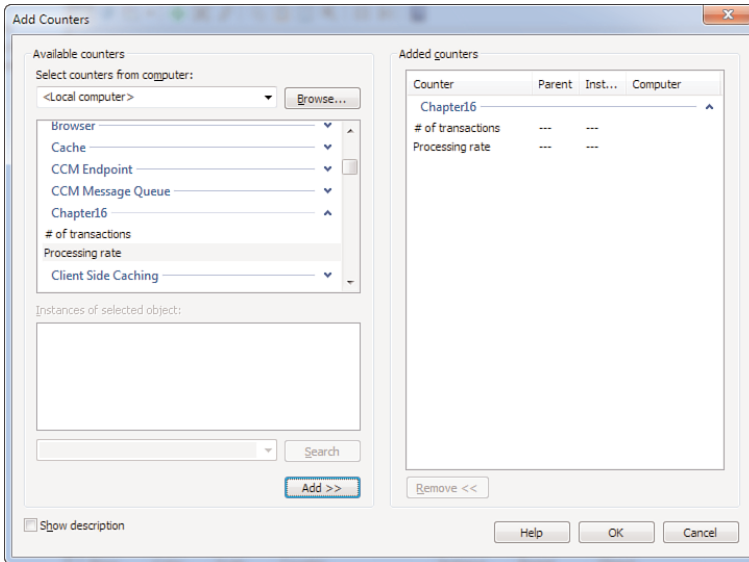 Add Counters
Available counters
Select counters from computer:
<Local computer>
Browse...
Browser
Cache
CCM Endpoint
CCM Message Queue
Chapter16
# of transactions
Processing rate
Client Side Caching
Instances of selected object:
Search
Add >>
Show description
Added counters
Counter Parent Inst... Computer
Chapter16
# of transactions --- ---
Processing rate --- ---
Remove <<
Help OK Cancel